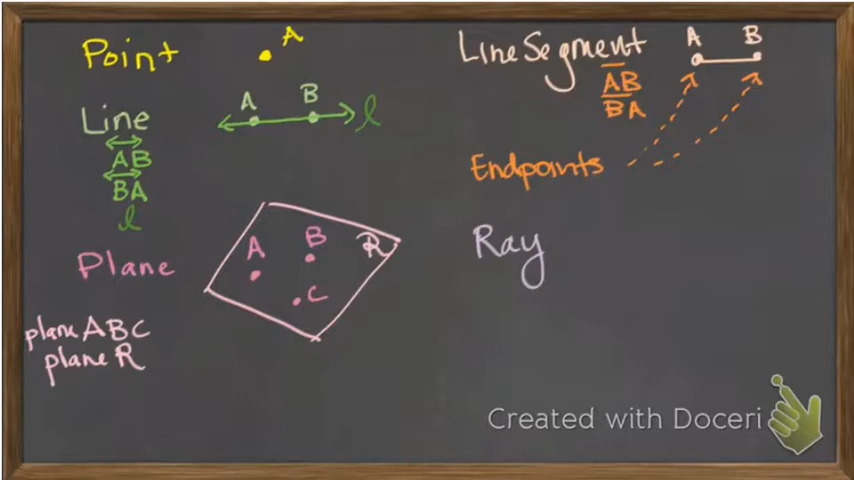 Point
A
Line
A B l
AB
BA
l
Plane
A B R
C
plane ABC
plane R
Line Segment
A B
AB
BA
Endpoints
Ray
Created with Doceri